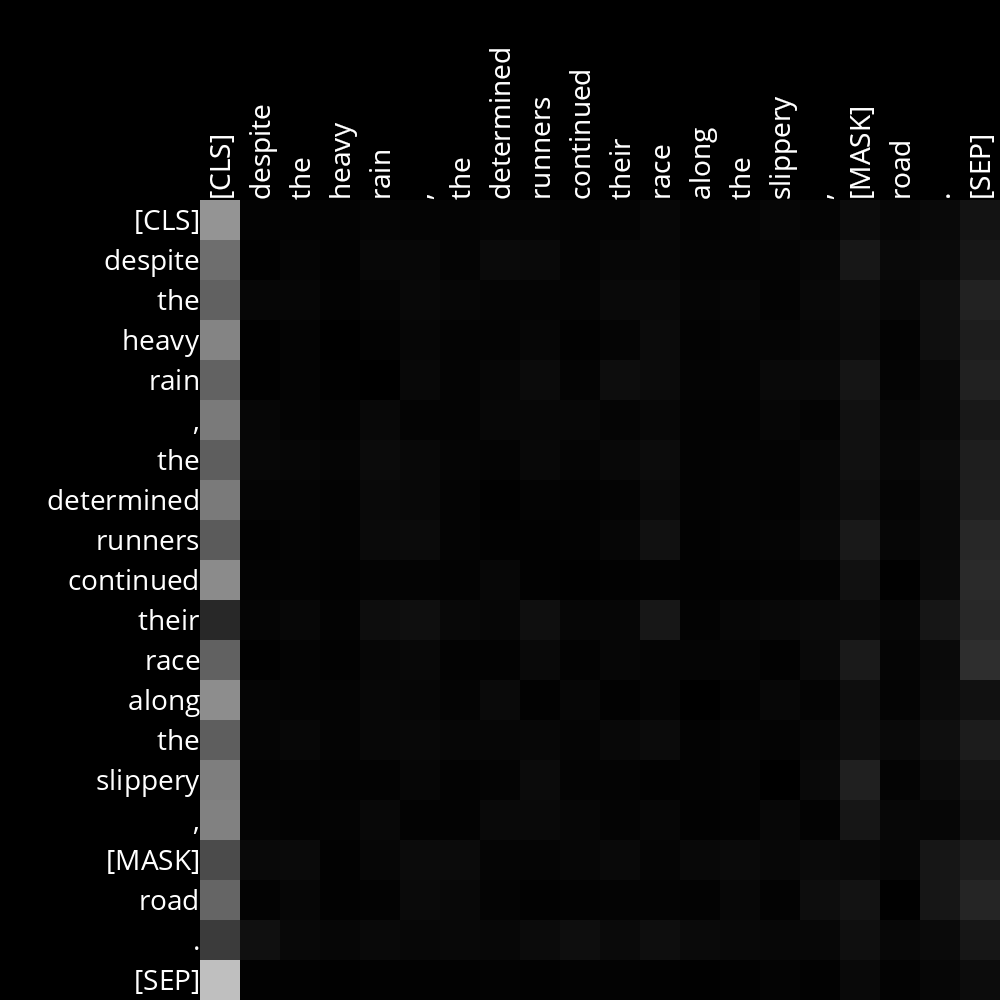 [CLS] despite the heavy rain , the determined runners continued their race along the slippery , [MASK] road . [SEP]
[CLS]
despite
the
heavy
rain
,
the
determined
runners
continued
their
race
along
the
slippery
,
[MASK]
road
.
[SEP]